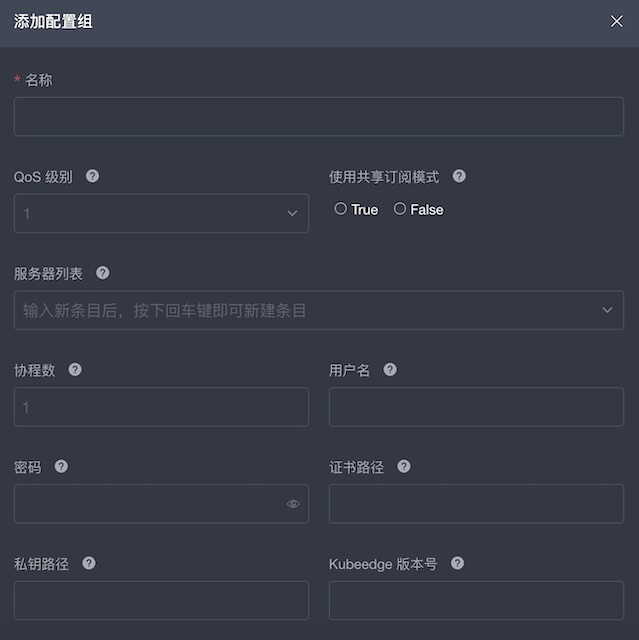 添加配置组
* 名称
QoS 级别 ? 使用共享订阅模式 ?
1 True False
服务器列表 ?
输入新条目后，按下回车键即可新建条目
协程数 ? 用户名 ?
1
密码 ? 证书路径 ?
私钥路径 ? Kubeedge 版本号 ?